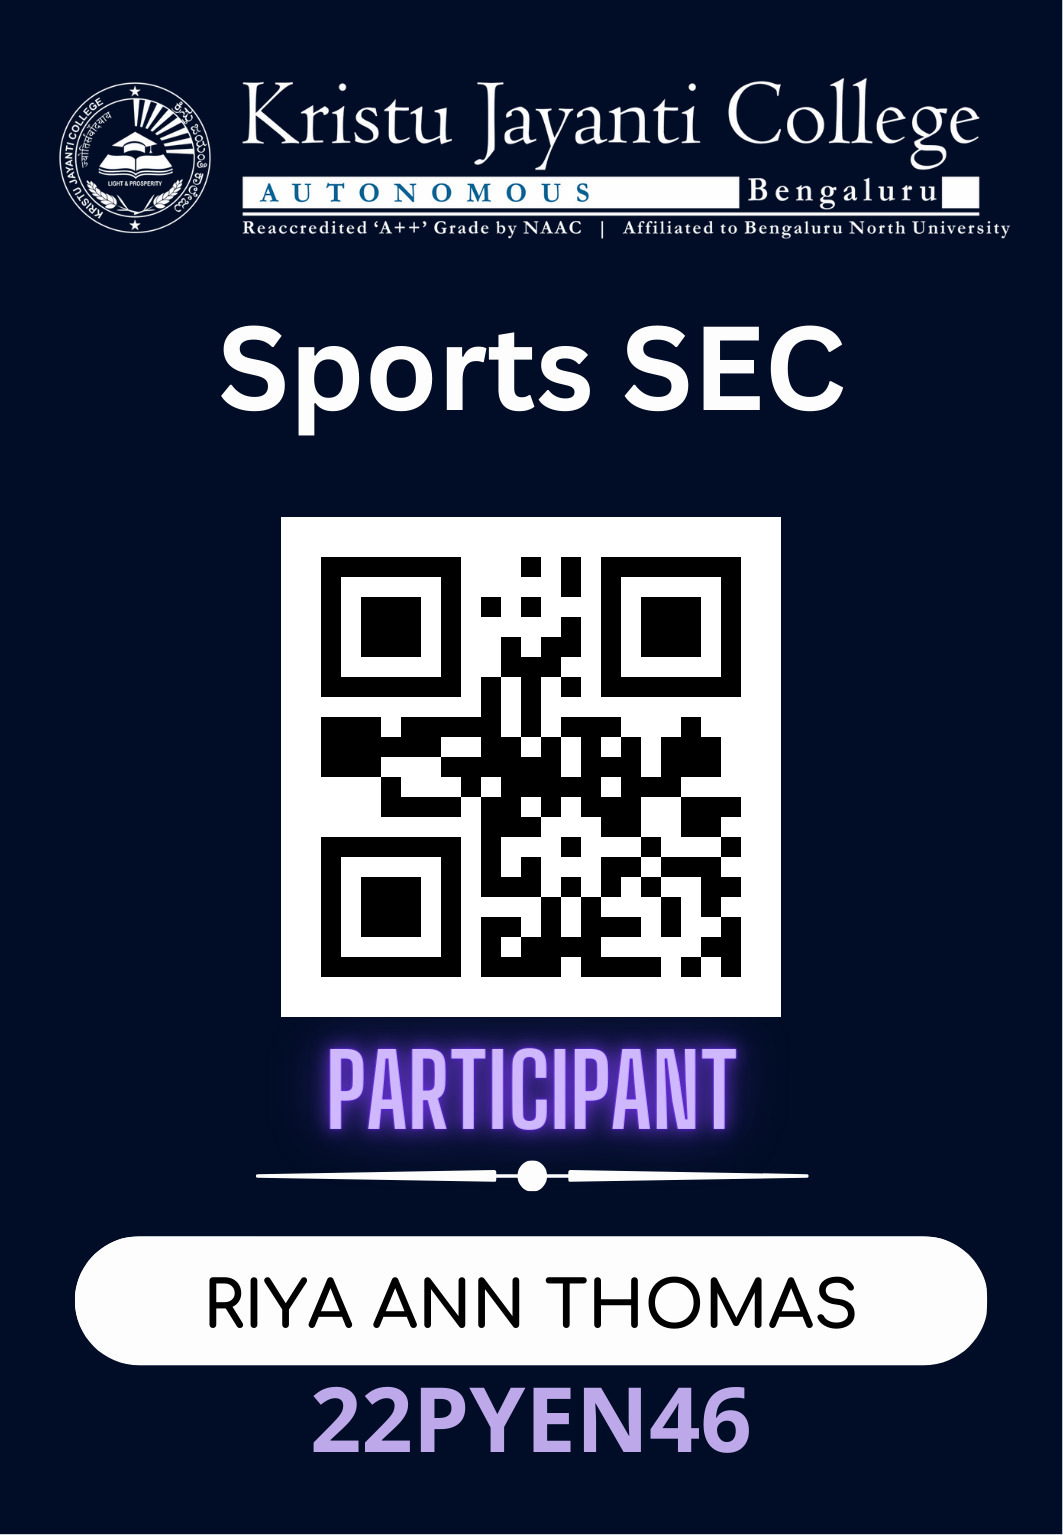 Kristu Jayanti College
AUTONOMOUS Bengaluru
Reaccredited ‘A++’ Grade by NAAC | Affiliated to Bengaluru North University
KRISTU JAYANTI COLLEGE
LIGHT & PROSPERITY
Sports SEC
PARTICIPANT
RIYA ANN THOMAS
22PYEN46